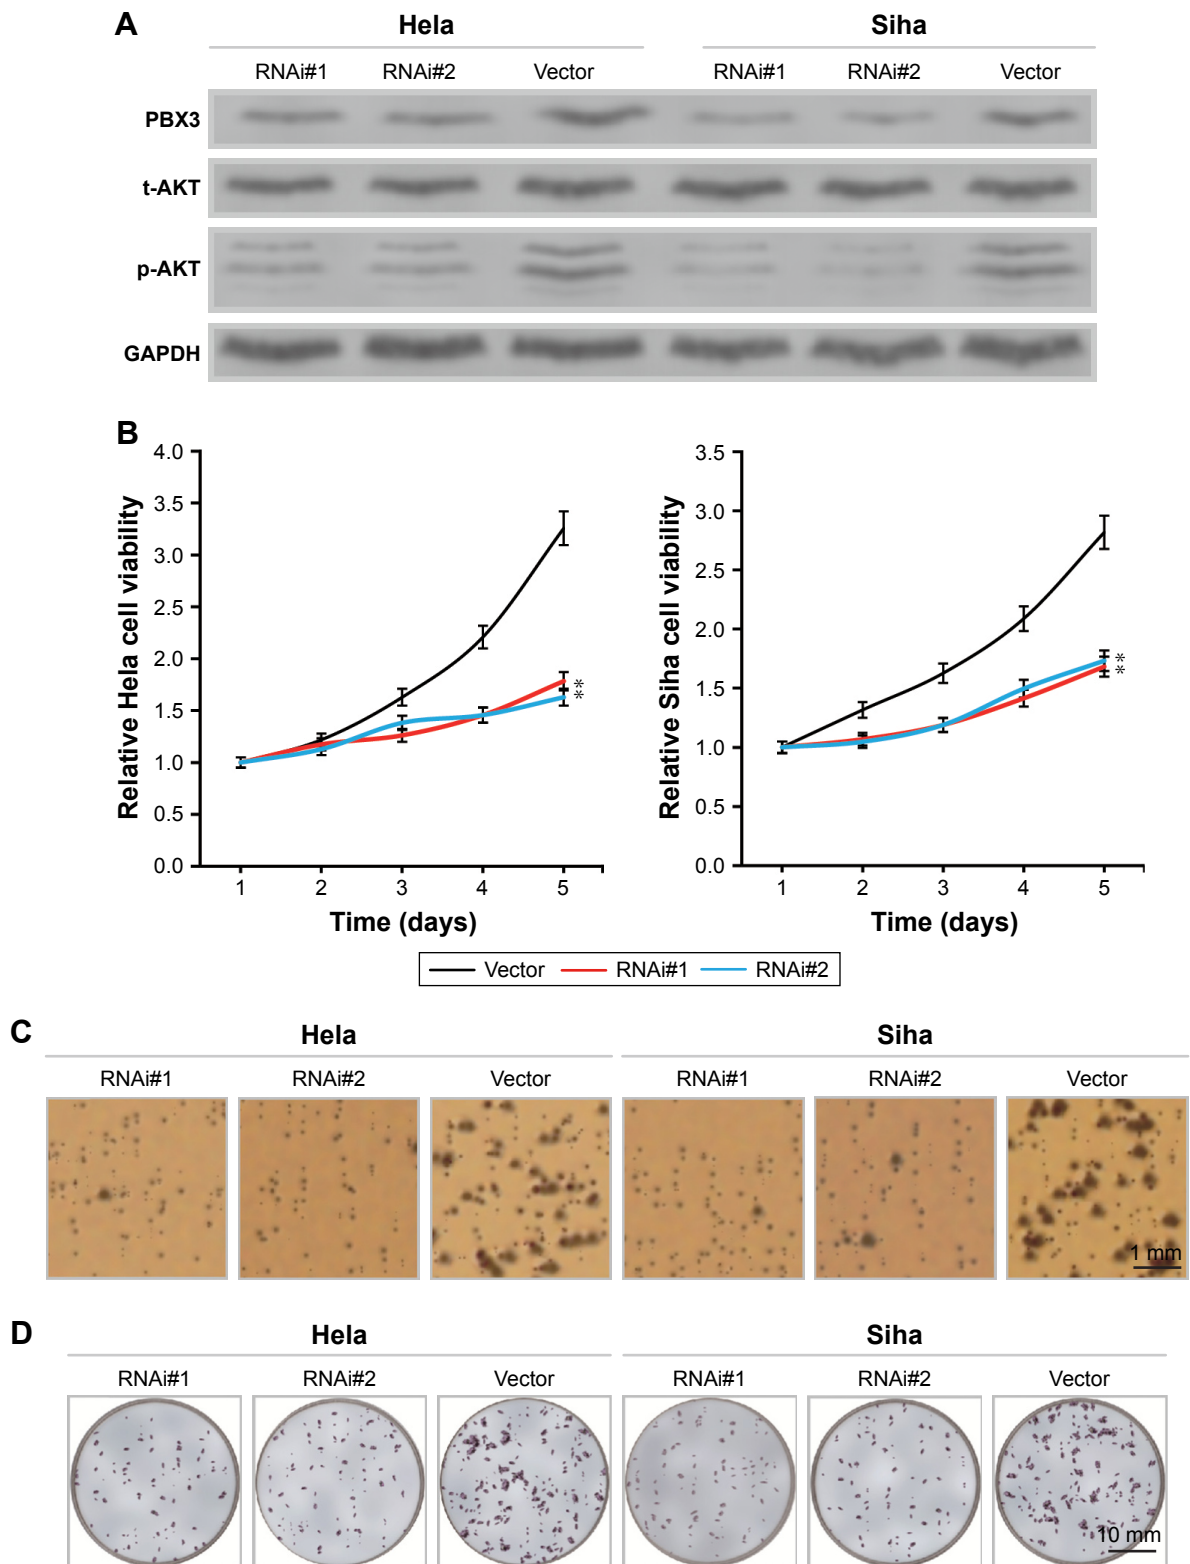 A
Hela Siha
RNAi#1 RNAi#2 Vector RNAi#1 RNAi#2 Vector
PBX3
t-AKT
p-AKT
GAPDH
B
4.0
3.5
3.0
2.5
2.0
1.5
1.0
0.5
0.0
Relative Hela cell viability
**
1 2 3 4 5
Time (days)
3.5
3.0
2.5
2.0
1.5
1.0
0.5
0.0
Relative Siha cell viability
**
1 2 3 4 5
Time (days)
Vector RNAi#1 RNAi#2
C
Hela Siha
RNAi#1 RNAi#2 Vector RNAi#1 RNAi#2 Vector
1 mm
D
Hela Siha
RNAi#1 RNAi#2 Vector RNAi#1 RNAi#2 Vector
10 mm